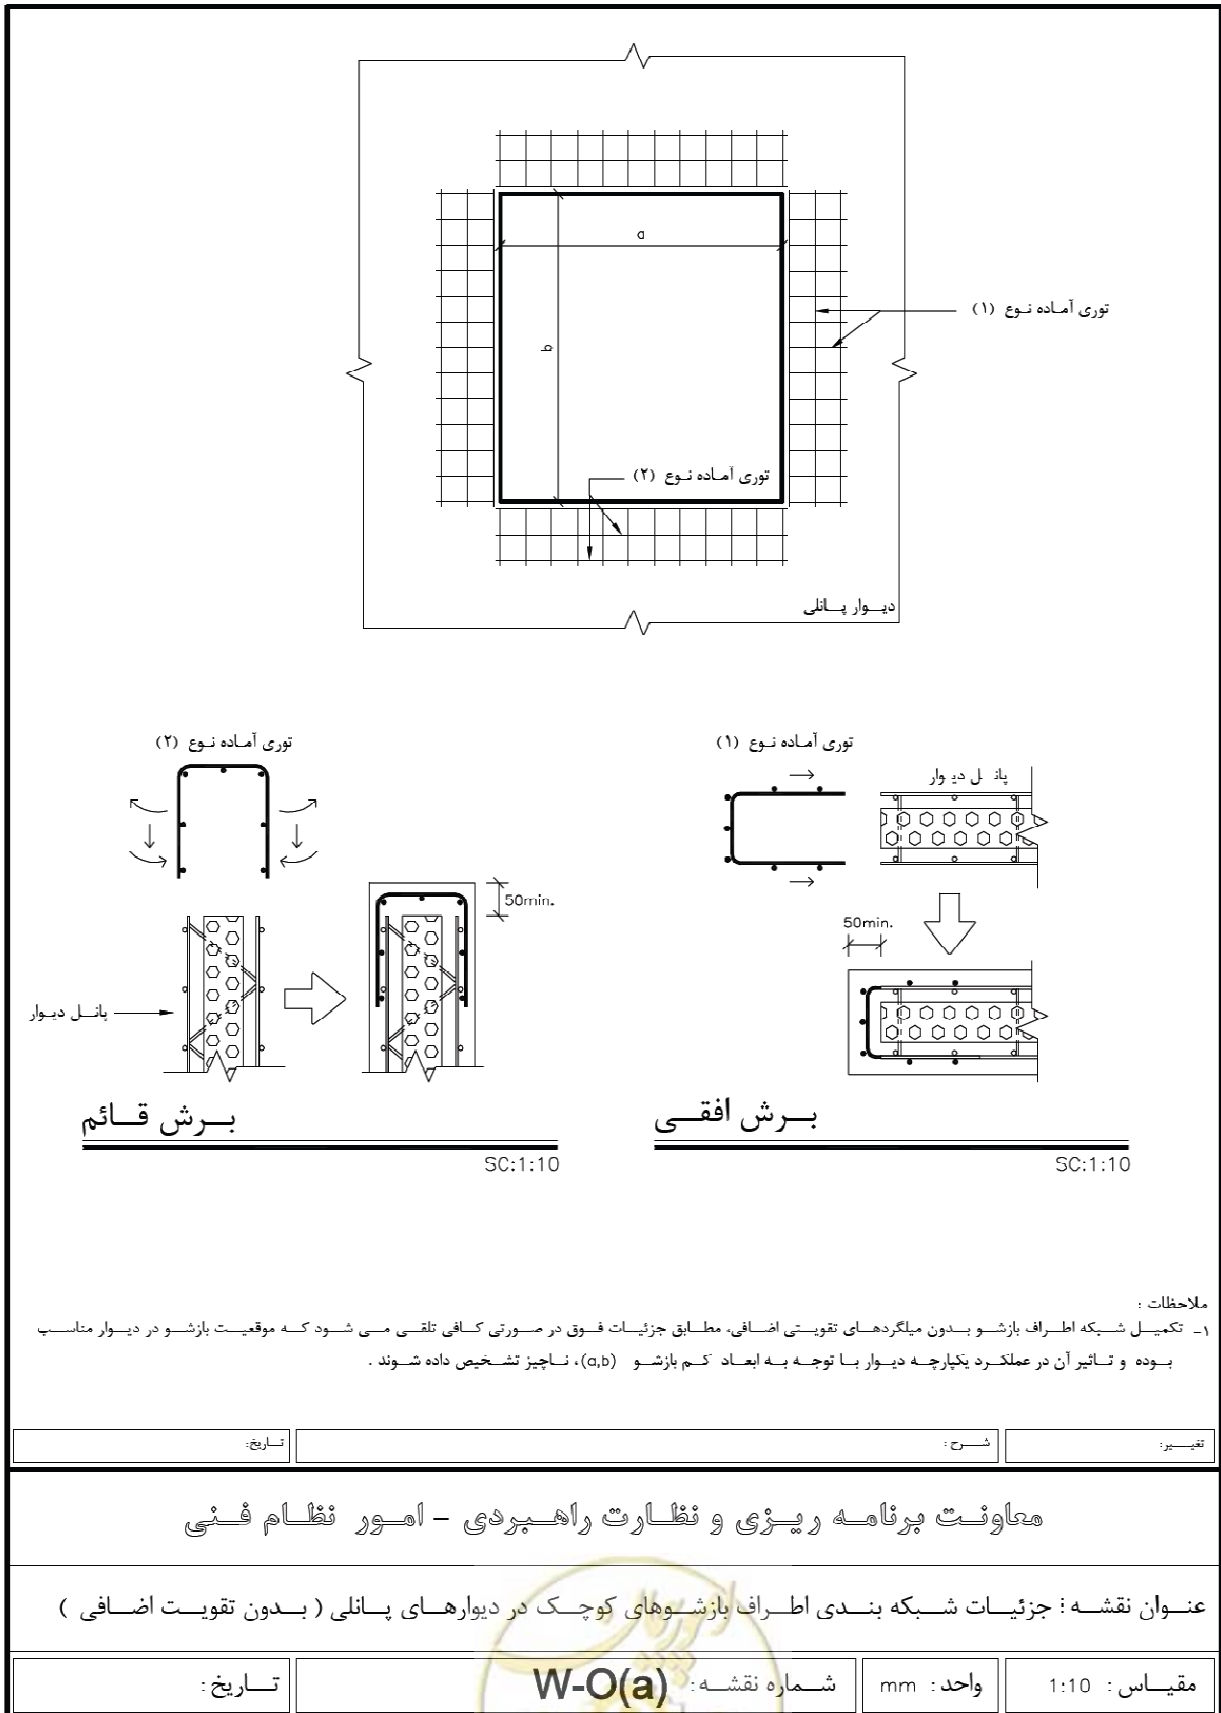 a
توری آماده نوع (۱)
b
توری آماده نوع (۲)
دیوار پانلی
توری آماده نوع (۱)
پانل دیوار
50min.
برش افقی
SC:1:10
توری آماده نوع (۲)
50min.
پانل دیوار
برش قائم
SC:1:10
ملاحظات :
۱- تکمیل شبکه اطراف بازشو بدون میلگردهای تقویتی اضافی، مطابق جزئیات فوق در صورتی کافی تلقی می شود که موقعیت بازشو در دیوار مناسب
بوده و تاثیر آن در عملکرد یکپارچه دیوار با توجه به ابعاد کم بازشو (a,b)، ناچیز تشخیص داده شوند .
تغییر: شرح : تاریخ:
معاونت برنامه ریزی و نظارت راهبردی - امور نظام فنی
عنوان نقشه : جزئیات شبکه بندی اطراف بازشوهای کوچک در دیوارهای پانلی ( بدون تقویت اضافی )
مقیاس : 1:10 واحد : mm شماره نقشه : W-O(a) تاریخ :